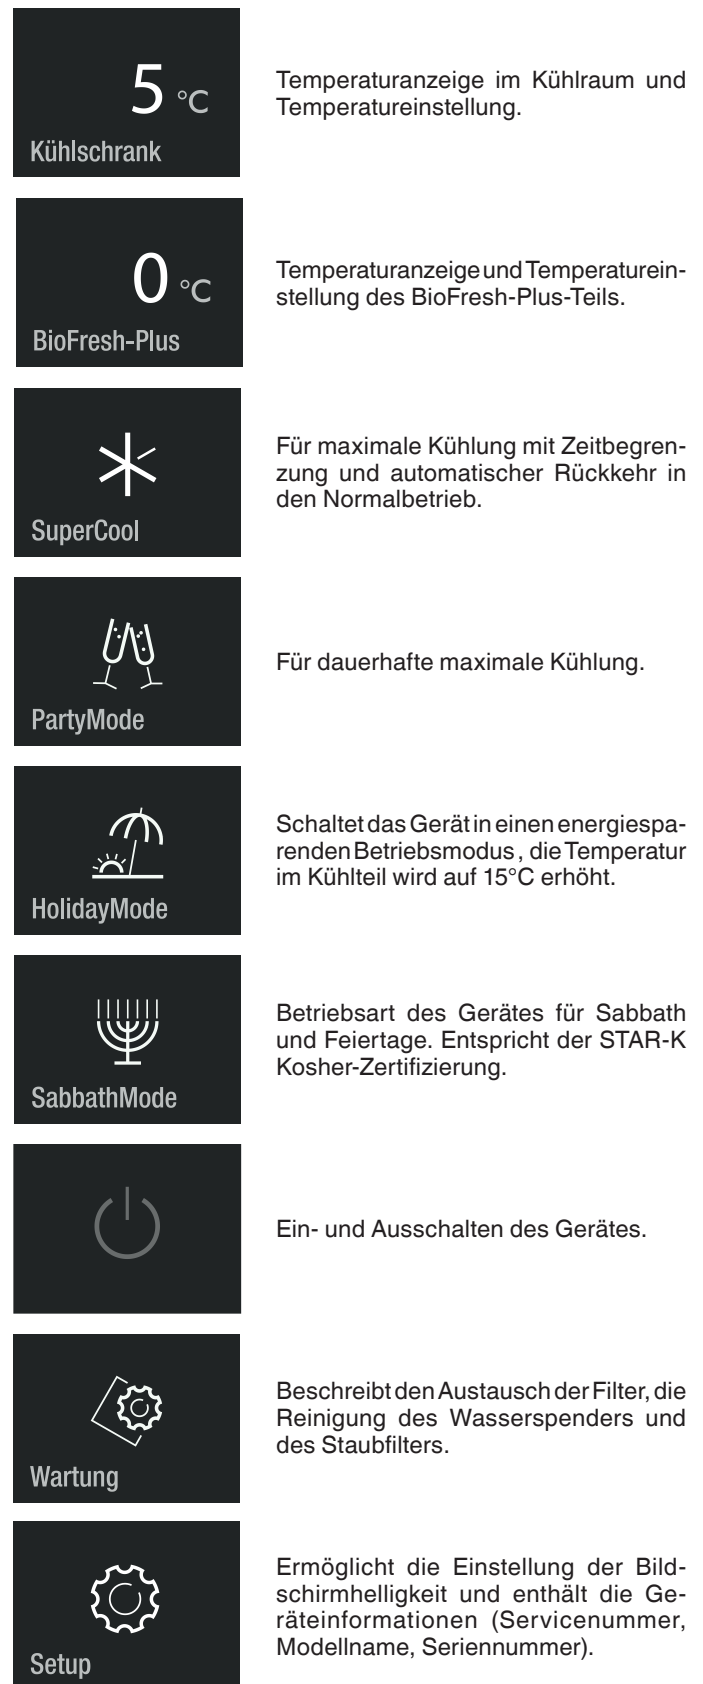 5 °C
Kühlschrank
Temperaturanzeige im Kühlraum und
Temperatureinstellung.
0 °C
BioFresh-Plus
Temperaturanzeige und Temperaturein-
stellung des BioFresh-Plus-Teils.
SuperCool
Für maximale Kühlung mit Zeitbegren-
zung und automatischer Rückkehr in
den Normalbetrieb.
PartyMode
Für dauerhafte maximale Kühlung.
HolidayMode
Schaltet das Gerät in einen energiespa-
renden Betriebsmodus , die Temperatur
im Kühlteil wird auf 15°C erhöht.
SabbathMode
Betriebsart des Gerätes für Sabbath
und Feiertage. Entspricht der STAR-K
Kosher-Zertifizierung.
Ein- und Ausschalten des Gerätes.
Wartung
Beschreibt den Austausch der Filter, die
Reinigung des Wasserspenders und
des Staubfilters.
Setup
Ermöglicht die Einstellung der Bild-
schirmhelligkeit und enthält die Ge-
räteinformationen (Servicenummer,
Modellname, Seriennummer).